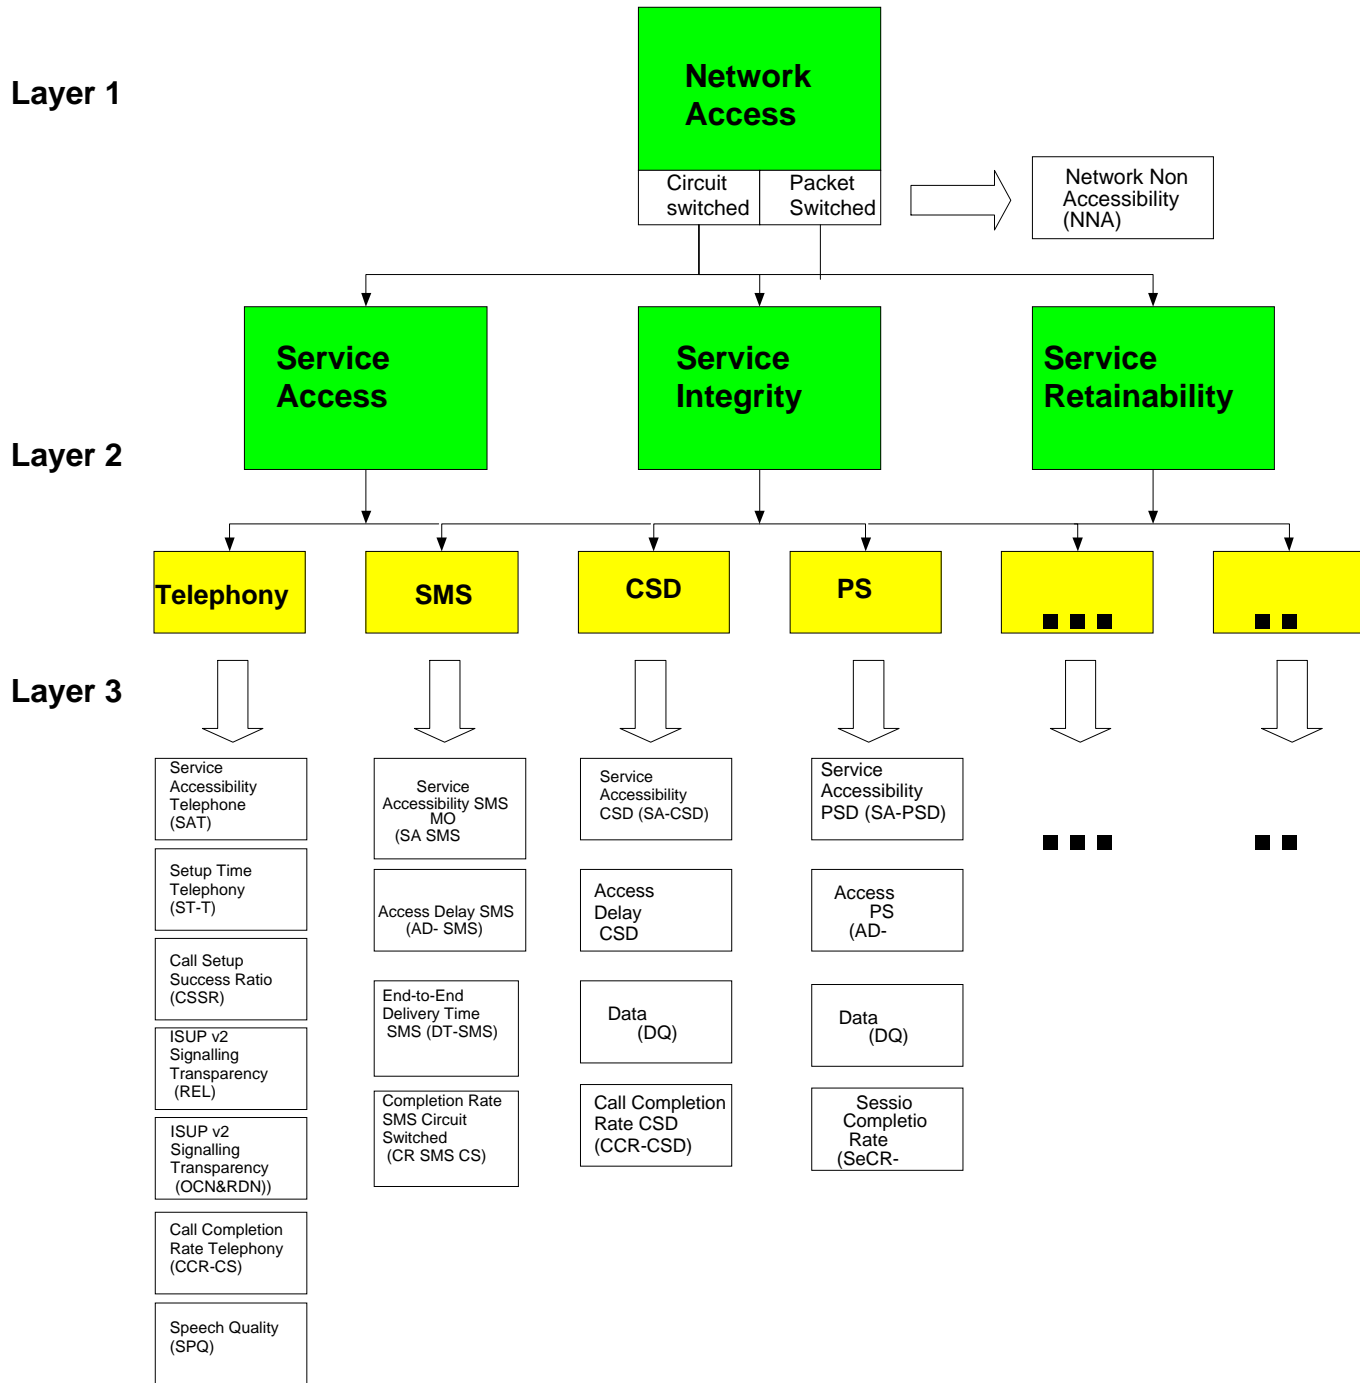 Layer 1
Network
Access
Circuit
switched
Packet
Switched
Network Non
Accessibility
(NNA)
Layer 2
Service
Access
Service
Integrity
Service
Retainability
Layer 3
Telephony
SMS
CSD
PS
Service
Accessibility
Telephone
(SAT)
Setup Time
Telephony
(ST-T)
Call Setup
Success Ratio
(CSSR)
ISUP v2
Signalling
Transparency
(REL)
ISUP v2
Signalling
Transparency
(OCN&RDN))
Call Completion
Rate Telephony
(CCR-CS)
Speech Quality
(SPQ)
Service
Accessibility SMS
MO
(SA SMS
Access Delay SMS
(AD- SMS)
End-to-End
Delivery Time
SMS (DT-SMS)
Completion Rate
SMS Circuit
Switched
(CR SMS CS)
Service
Accessibility
CSD (SA-CSD)
Access
Delay
CSD
Data
(DQ)
Call Completion
Rate CSD
(CCR-CSD)
Service
Accessibility
PSD (SA-PSD)
Access
PS
(AD-
Data
(DQ)
Sessio
Completio
Rate
(SeCR-